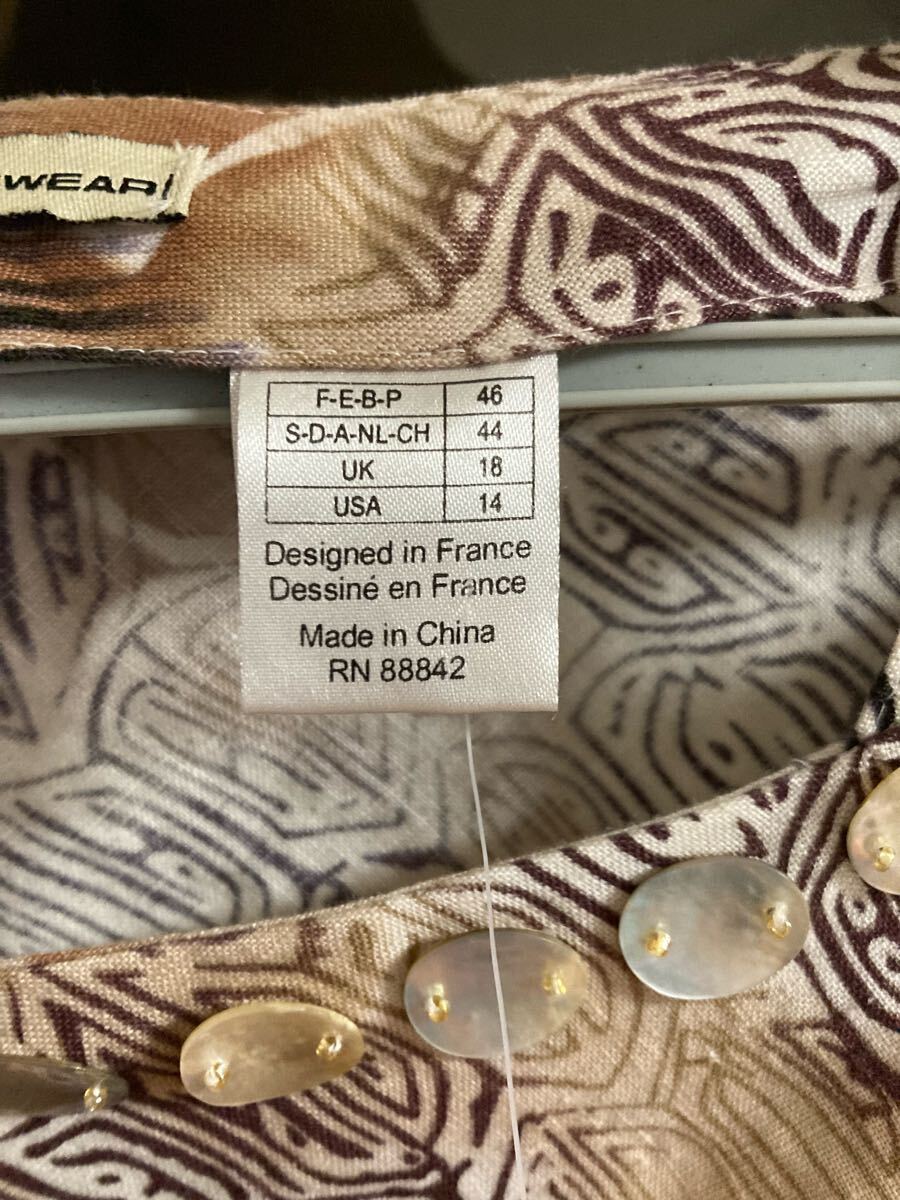 WEAR
F-E-B-P 46
S-D-A-NL-CH 44
UK 18
USA 14
Designed in France
Dessiné en France
Made in China
RN 88842